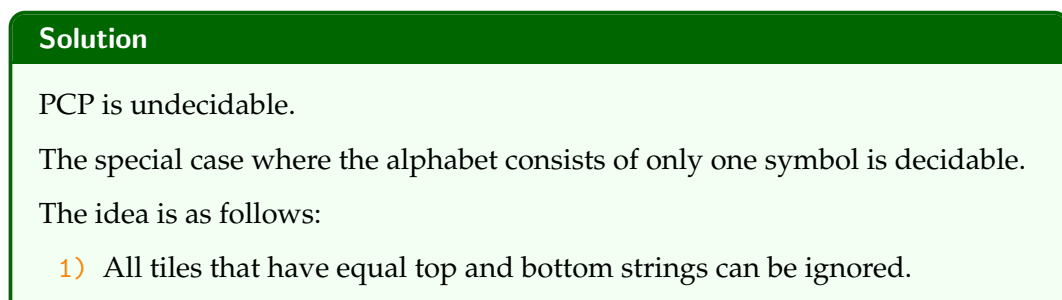 Solution
PCP is undecidable.
The special case where the alphabet consists of only one symbol is decidable.
The idea is as follows:
1) All tiles that have equal top and bottom strings can be ignored.